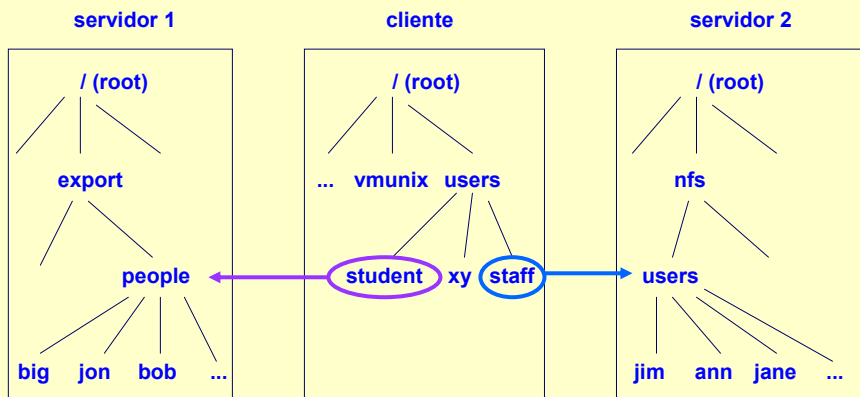 servidor 1 cliente servidor 2
/ (root) / (root) / (root)
export ... vmunix users nfs
people student xy staff users
big jon bob ... jim ann jane ...